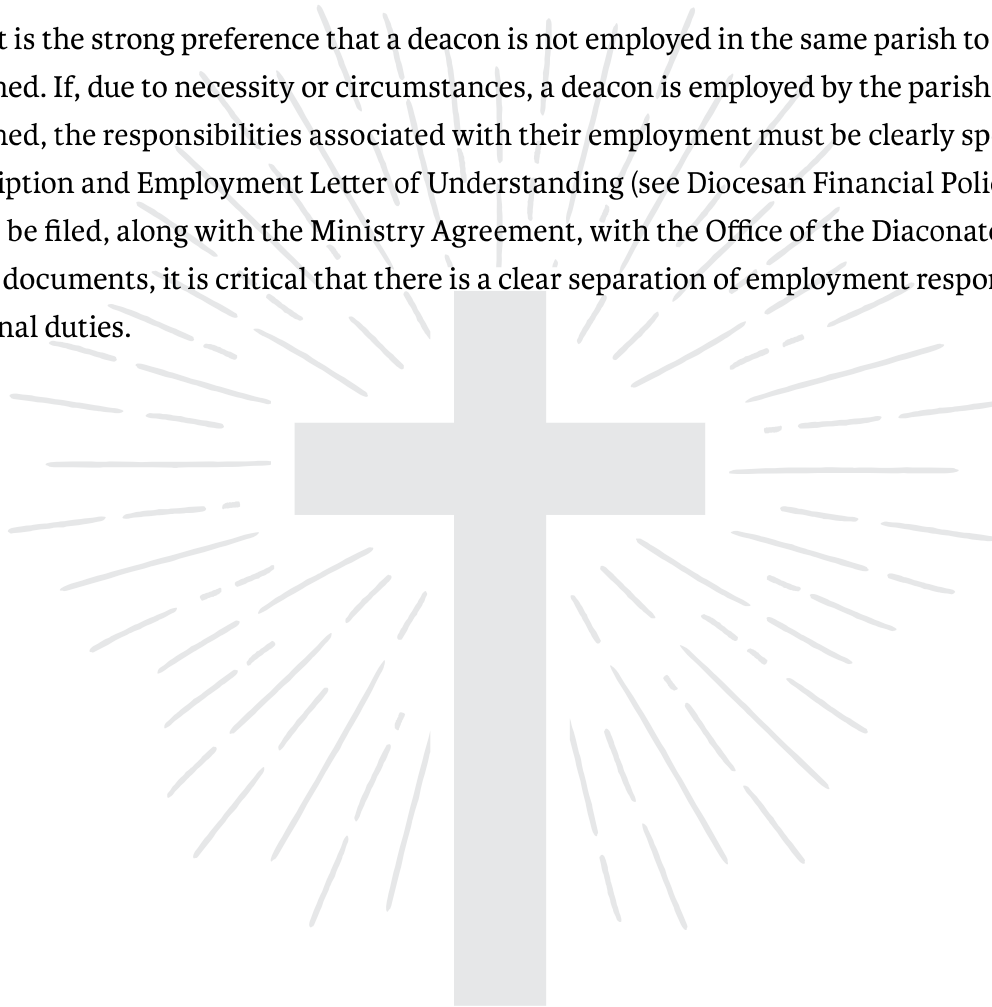 t is the strong preference that a deacon is not employed in the same parish to
ned. If, due to necessity or circumstances, a deacon is employed by the parish
ned, the responsibilities associated with their employment must be clearly sp
iption and Employment Letter of Understanding (see Diocesan Financial Polic
be filed, along with the Ministry Agreement, with the Office of the Diaconate
documents, it is critical that there is a clear separation of employment respon
nal duties.